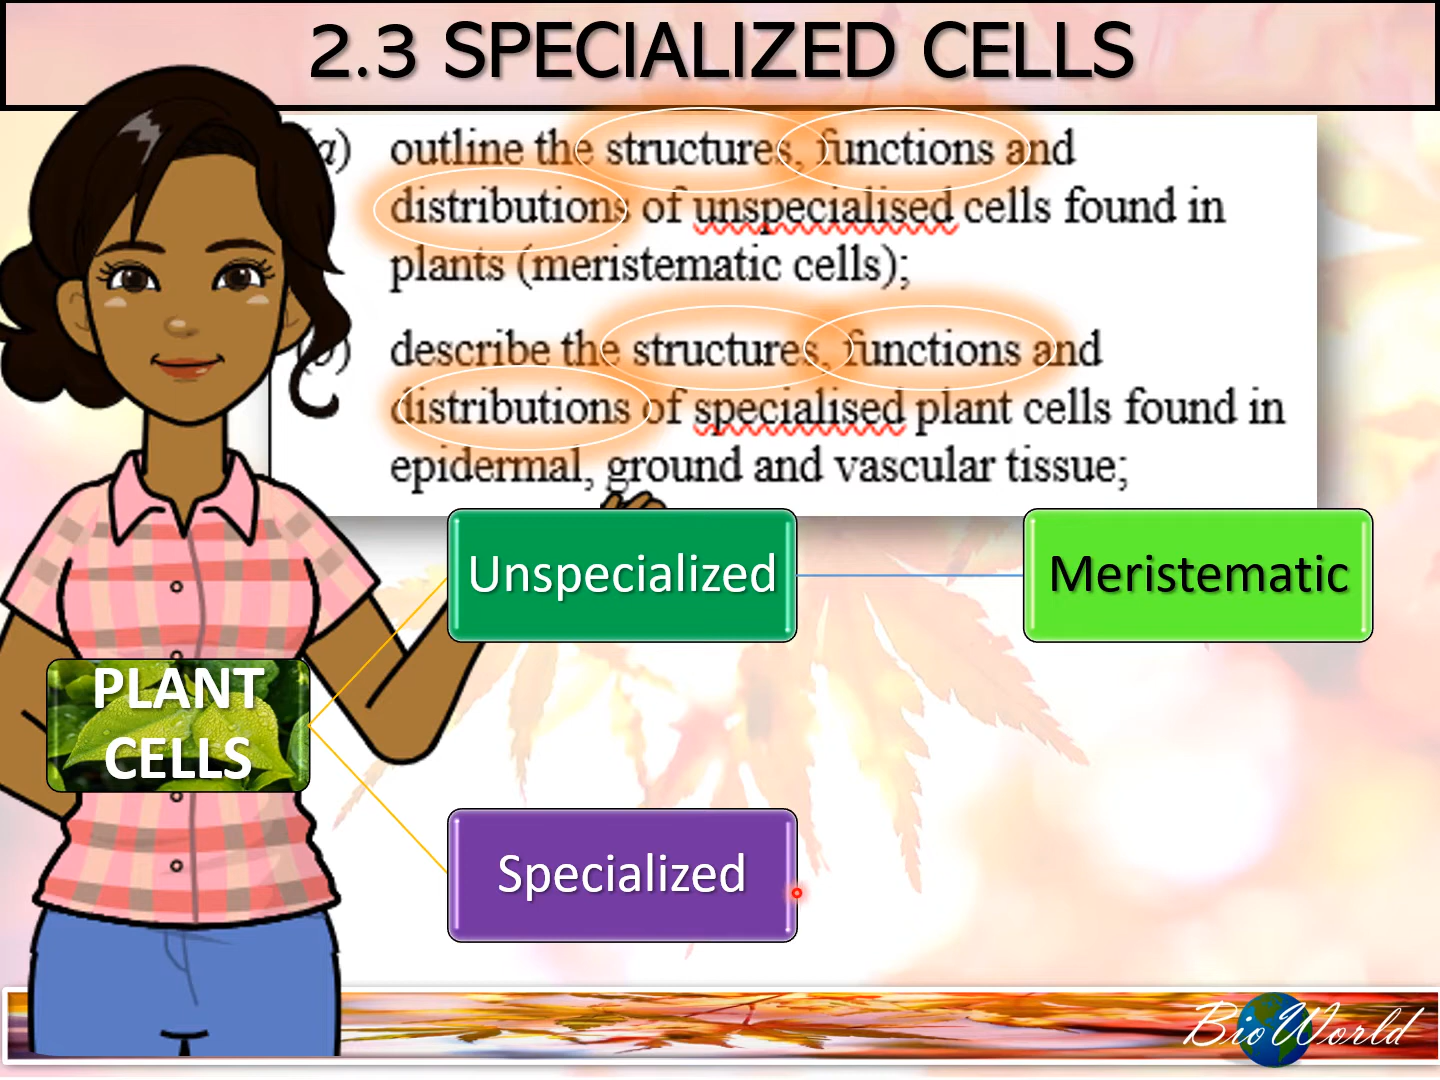 2.3 SPECIALIZED CELLS
a) outline the structures, functions and
distributions of unspecialised cells found in
plants (meristematic cells);
) describe the structures, functions and
distributions of specialised plant cells found in
epidermal, ground and vascular tissue;
Unspecialized
Meristematic
PLANT
CELLS
Specialized
BioWorld